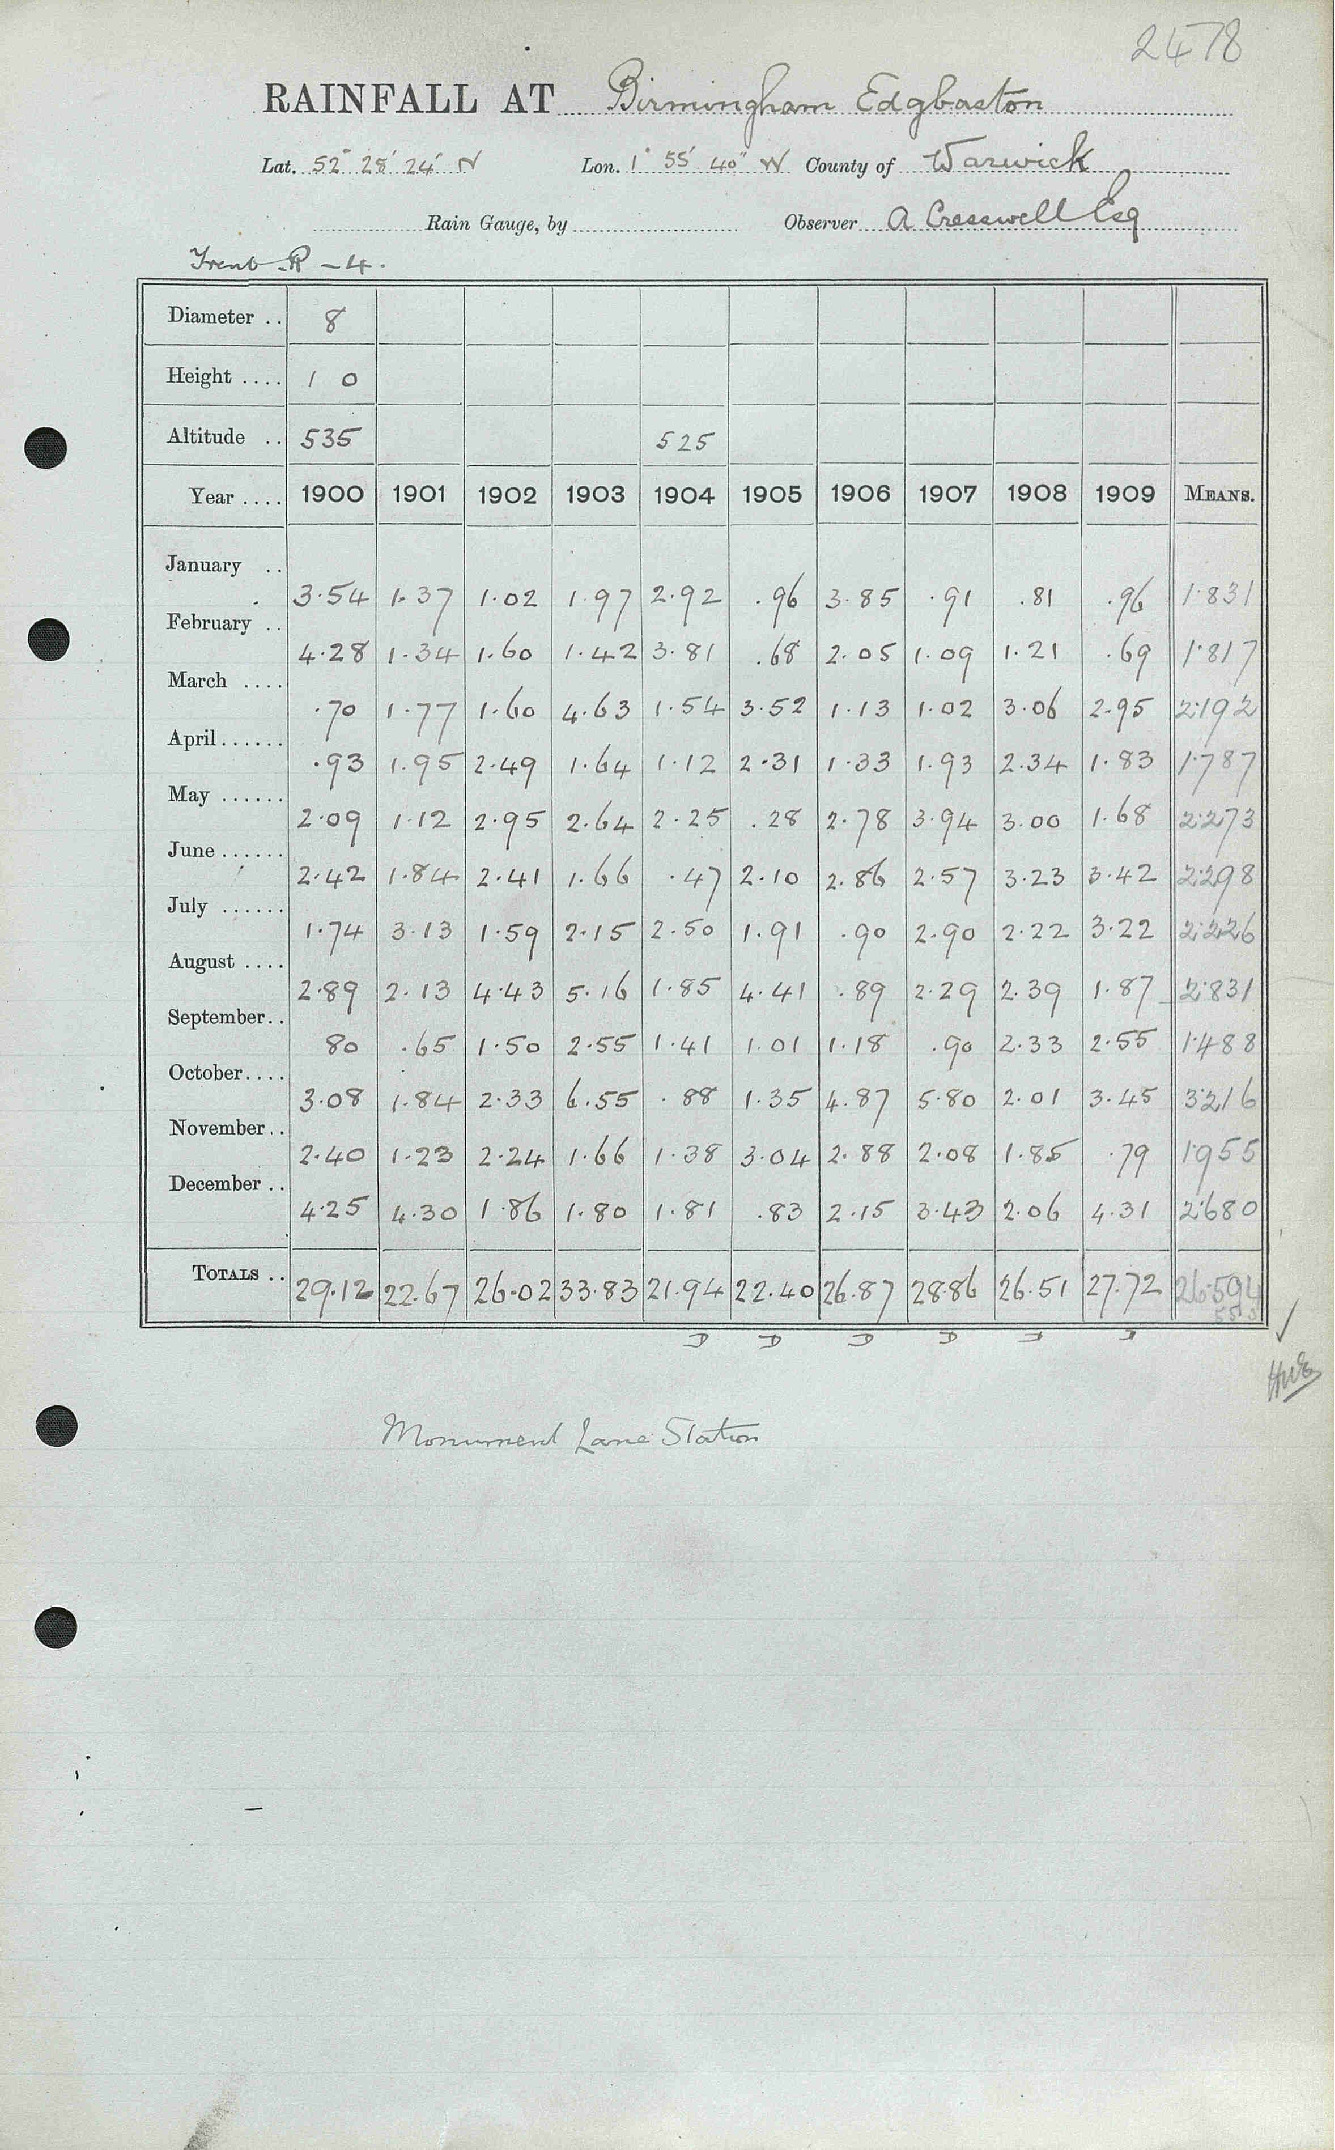 2478
RAINFALL AT Birmingham Edgbaston
Lat. 52° 28' 24" N Lon. 1° 55' 40" W County of Warwick
Rain Gauge, by Observer A Cresswell Esq
Trent R - 4.
Diameter .. 8
Height .... 1 0
Altitude .. 535 525
Year .... 1900 1901 1902 1903 1904 1905 1906 1907 1908 1909 MEANS.
January .. 3.54 1.37 1.02 1.97 2.92 .96 3.85 .91 .81 .96 1.831
February .. 4.28 1.34 1.60 1.42 3.81 .68 2.05 1.09 1.21 .69 1.817
March .... .70 1.77 1.60 4.63 1.54 3.52 1.13 1.02 3.06 2.95 2.192
April ...... .93 1.95 2.49 1.64 1.12 2.31 1.33 1.93 2.34 1.83 1.787
May ...... 2.09 1.12 2.95 2.64 2.25 .28 2.78 3.94 3.00 1.68 2.273
June ...... 2.42 1.84 2.41 1.66 .47 2.10 2.86 2.57 3.23 3.42 2.298
July ...... 1.74 3.13 1.59 2.15 2.50 1.91 .90 2.90 2.22 3.22 2.226
August .... 2.89 2.13 4.43 5.16 1.85 4.41 .89 2.29 2.39 1.87 2.831
September.. 80 .65 1.50 2.55 1.41 1.01 1.18 .90 2.33 2.55 1.488
October.... 3.08 1.84 2.33 6.55 .88 1.35 4.87 5.80 2.01 3.45 3.216
November.. 2.40 1.23 2.24 1.66 1.38 3.04 2.88 2.08 1.85 .79 1.955
December .. 4.25 4.30 1.86 1.80 1.81 .83 2.15 3.43 2.06 4.31 2.680
TOTALS .. 29.12 22.67 26.02 33.83 21.94 22.40 26.87 28.86 26.51 27.72 26.594
Monument Lane Station